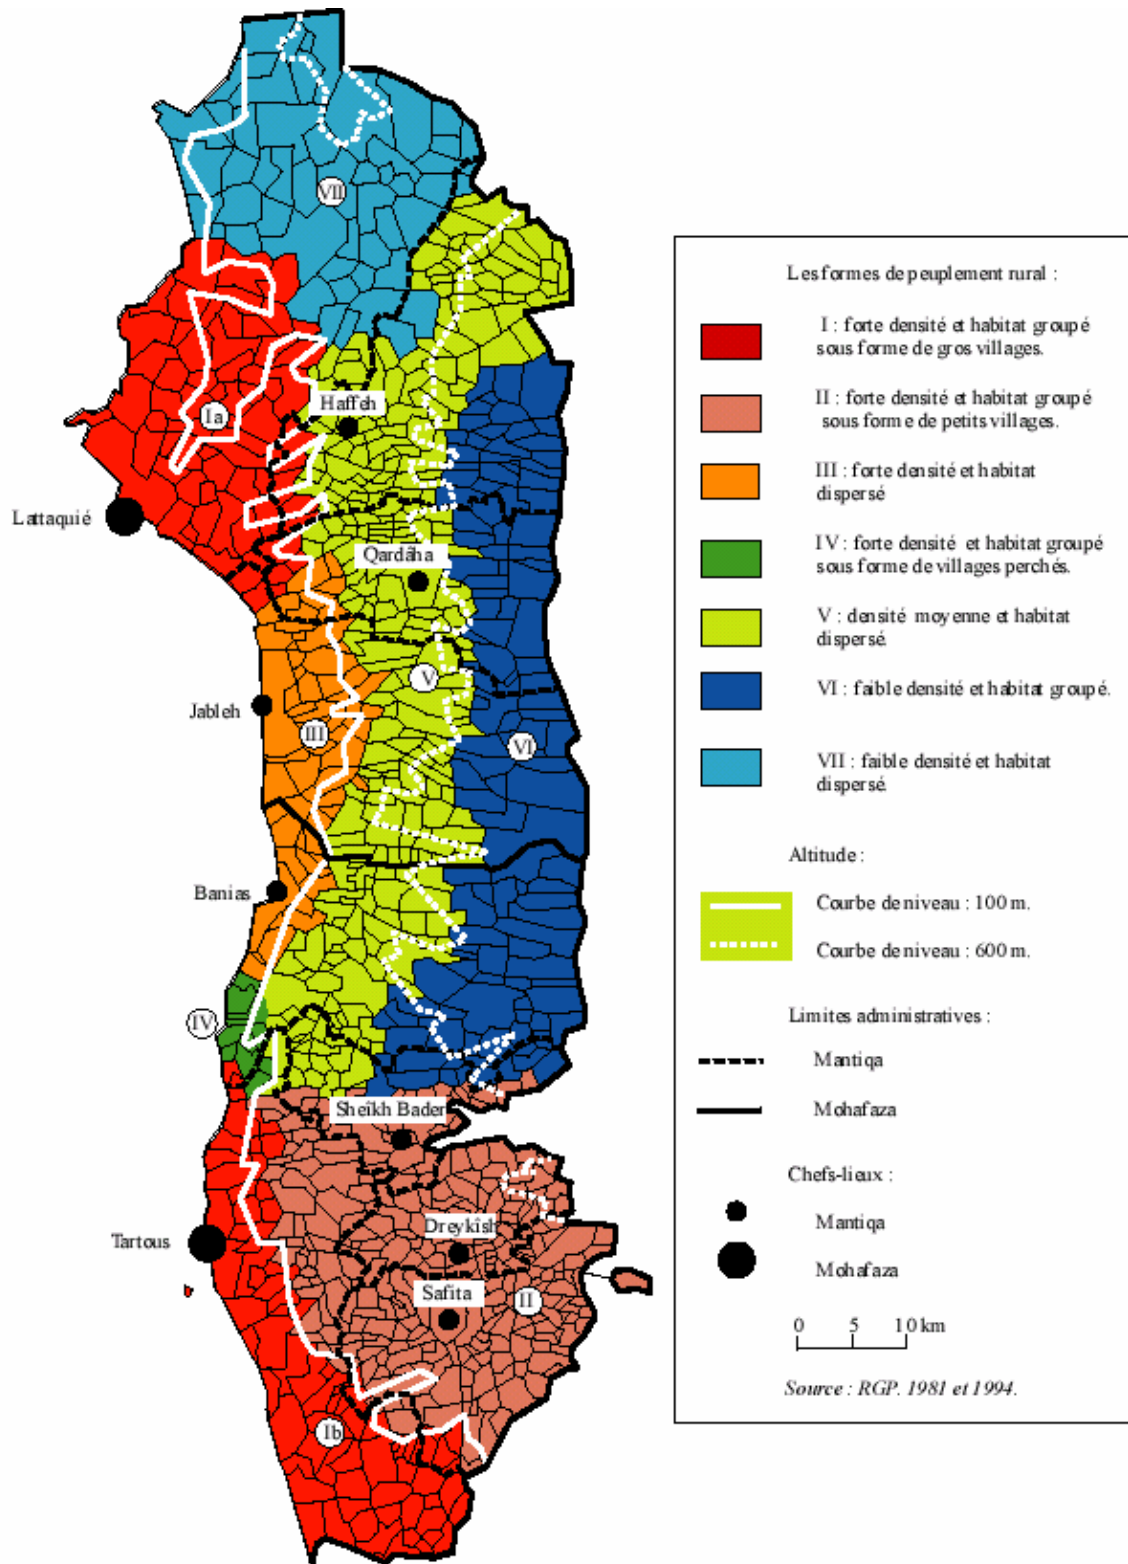 VII
Ia
Haffeh
Lattaquié
Qardâha
V
Jableh
III
VI
Banias
IV
Sheîkh Bader
Dreykîsh
Tartous
Safita
II
Ib
Les formes de peuplement rural :
I : forte densité et habitat groupé
sous forme de gros villages.
II : forte densité et habitat groupé
sous forme de petits villages.
III : forte densité et habitat
dispersé
IV : forte densité et habitat groupé
sous forme de villages perchés.
V : densité moyenne et habitat
dispersé.
VI : faible densité et habitat groupé.
VII : faible densité et habitat
dispersé.
Altitude :
Courbe de niveau : 100 m.
Courbe de niveau : 600 m.
Limites administratives :
Mantiqa
Mohafaza
Chefs-lieux :
Mantiqa
Mohafaza
0 5 10 km
Source : RGP. 1981 et 1994.